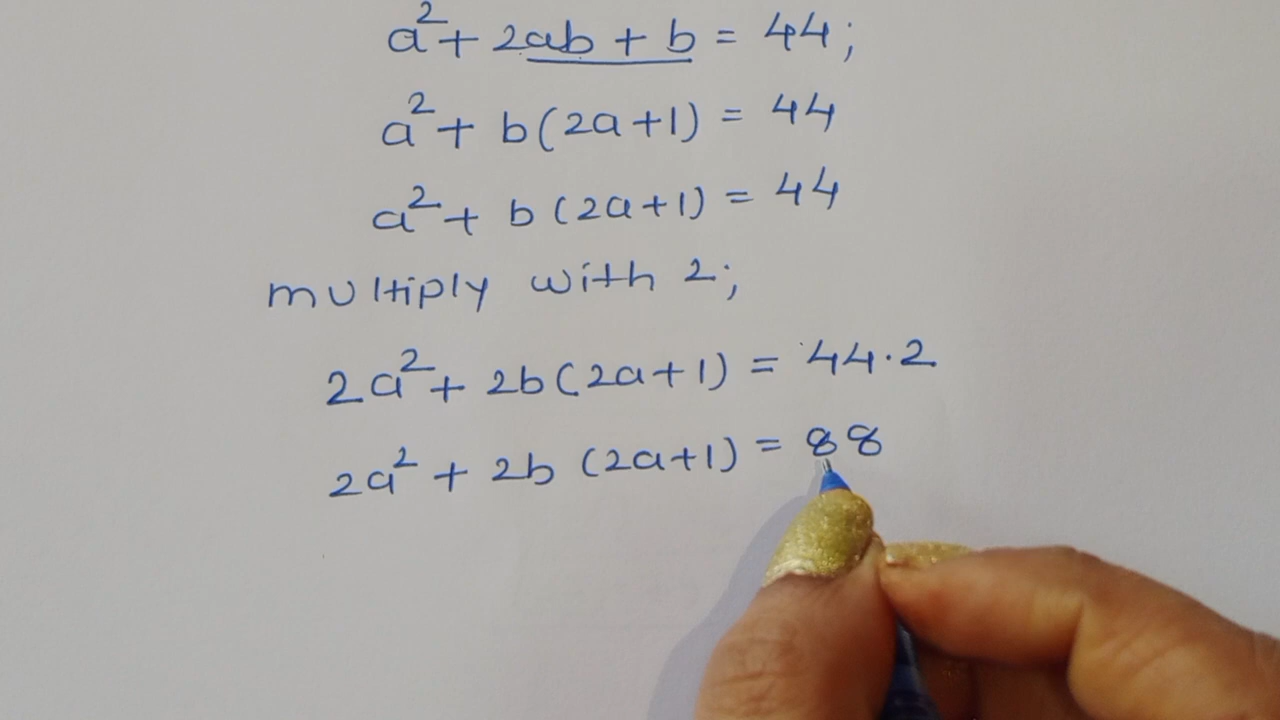 a² + 2ab + b = 44;
a² + b(2a+1) = 44
a² + b(2a+1) = 44
multiply with 2;
2a² + 2b(2a+1) = 44.2
2a² + 2b (2a+1) = 88